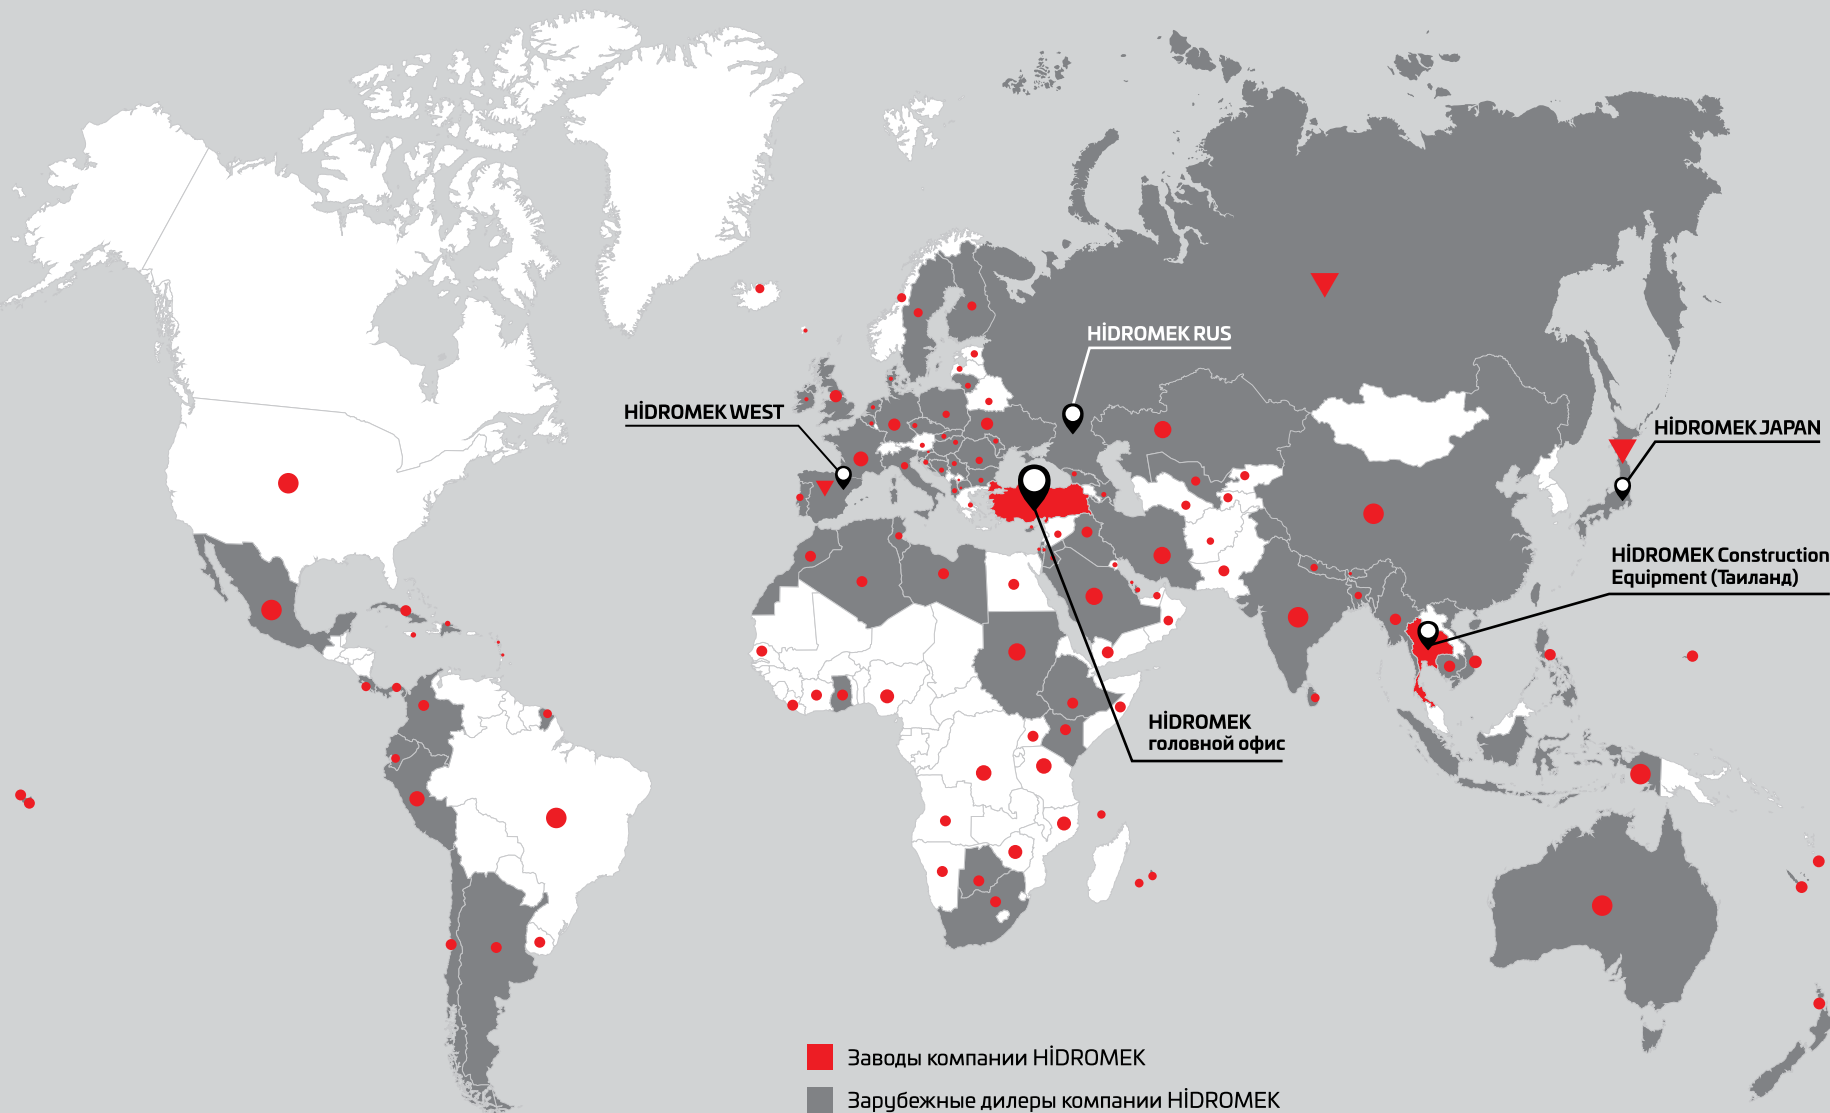 HİDROMEK RUS
HİDROMEK WEST
HİDROMEK JAPAN
HİDROMEK Construction
Equipment (Таиланд)
HİDROMEK
головной офис
Заводы компании HİDROMEK
Зарубежные дилеры компании HİDROMEK